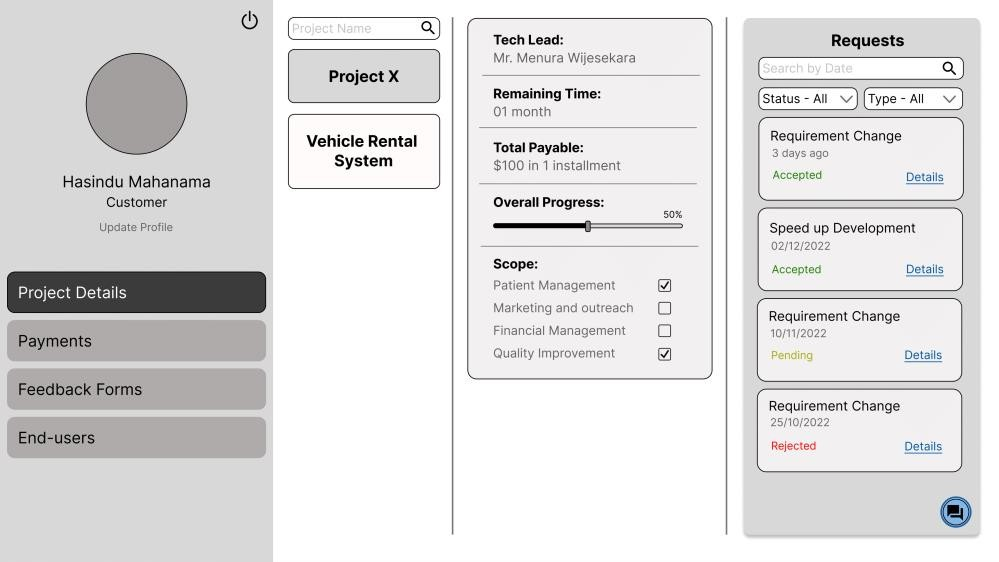 Hasindu Mahanama
Customer
Update Profile
Project Details
Payments
Feedback Forms
End-users
Project Name
Project X
Vehicle Rental
System
Tech Lead:
Mr. Menura Wijesekara
Remaining Time:
01 month
Total Payable:
$100 in 1 installment
Overall Progress:
50%
Scope:
Patient Management
Marketing and outreach
Financial Management
Quality Improvement
Requests
Search by Date
Status - All
Type - All
Requirement Change
3 days ago
Accepted
Details
Speed up Development
02/12/2022
Accepted
Details
Requirement Change
10/11/2022
Pending
Details
Requirement Change
25/10/2022
Rejected
Details